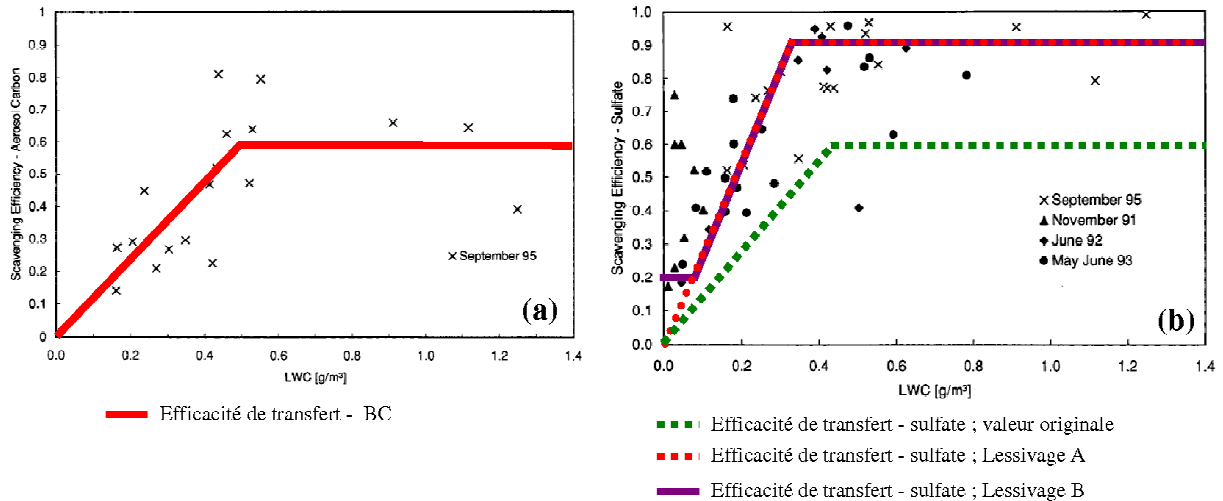 1
0.9
0.8
0.7
0.6
0.5
0.4
0.3
0.2
0.1
0
Scavenging Efficiency - Aerosol Carbon
× September 95
(a)
0.0 0.2 0.4 0.6 0.8 1.0 1.2 1.4
LWC [g/m³]
Efficacité de transfert - BC
1.0
0.9
0.8
0.7
0.6
0.5
0.4
0.3
0.2
0.1
0.0
Scavenging Efficiency - Sulfate
× September 95
▲ November 91
◆ June 92
● May June 93
(b)
0.0 0.2 0.4 0.6 0.8 1.0 1.2 1.4
LWC [g/m³]
Efficacité de transfert - sulfate ; valeur originale
Efficacité de transfert - sulfate ; Lessivage A
Efficacité de transfert - sulfate ; Lessivage B